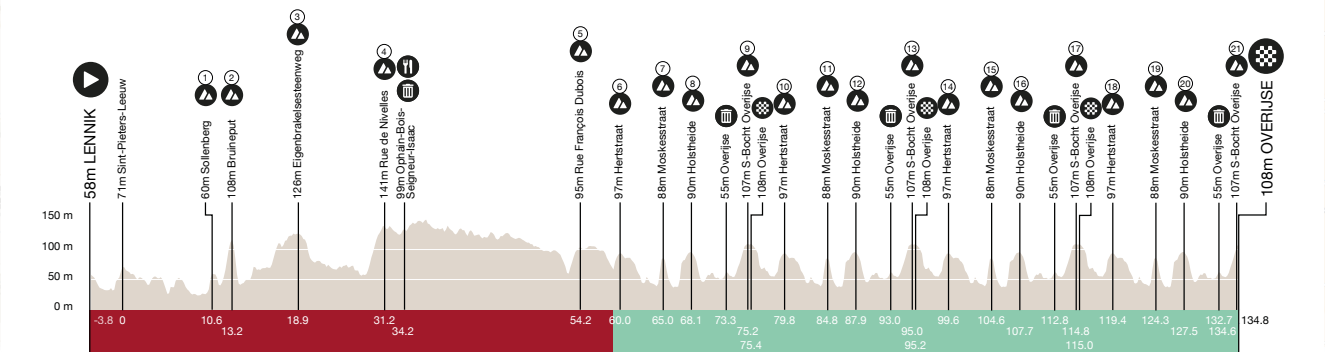 1
2
3
4
5
6
7
8
9
10
11
12
13
14
15
16
17
18
19
20
21
58m LENNIK
71m Sint-Pieters-Leeuw
60m Sollenberg
108m Bruineput
126m Eigenbrakelsesteenweg
141m Rue de Nivelles
99m Ophain-Bois-
Seigneur-Isaac
95m Rue François Dubois
97m Hertstraat
88m Moskesstraat
90m Holstheide
55m Overijse
107m S-Bocht Overijse
108m Overijse
97m Hertstraat
88m Moskesstraat
90m Holstheide
55m Overijse
107m S-Bocht Overijse
108m Overijse
97m Hertstraat
88m Moskesstraat
90m Holstheide
55m Overijse
107m S-Bocht Overijse
108m Overijse
97m Hertstraat
88m Moskesstraat
90m Holstheide
55m Overijse
107m S-Bocht Overijse
108m OVERIJSE
150 m
100 m
50 m
0 m
-3.8 0 10.6 18.9 31.2 54.2 60.0 65.0 68.1 73.3 79.8 84.8 87.9 93.0 99.6 104.6 112.8 119.4 124.3 132.7 134.8
13.2 34.2 75.2 95.0 107.7 114.8 127.5 134.6
75.4 95.2 115.0